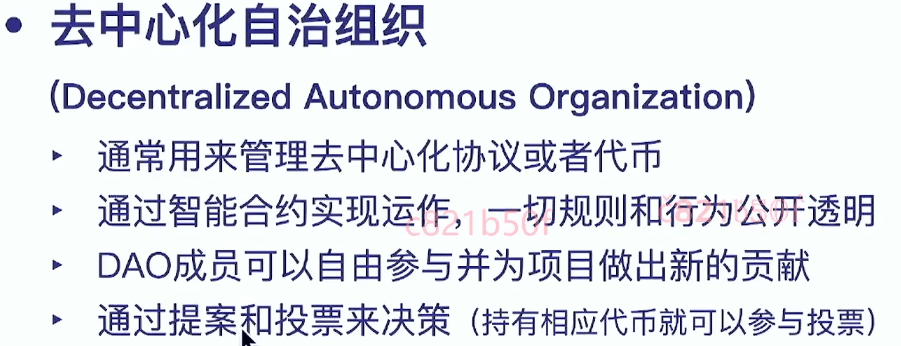 • 去中心化自治组织
(Decentralized Autonomous Organization)
▸ 通常用来管理去中心化协议或者代币
▸ 通过智能合约实现运作，一切规则和行为公开透明
c821b50f
c821b50f
▸ DAO成员可以自由参与并为项目做出新的贡献
▸ 通过提案和投票来决策（持有相应代币就可以参与投票）